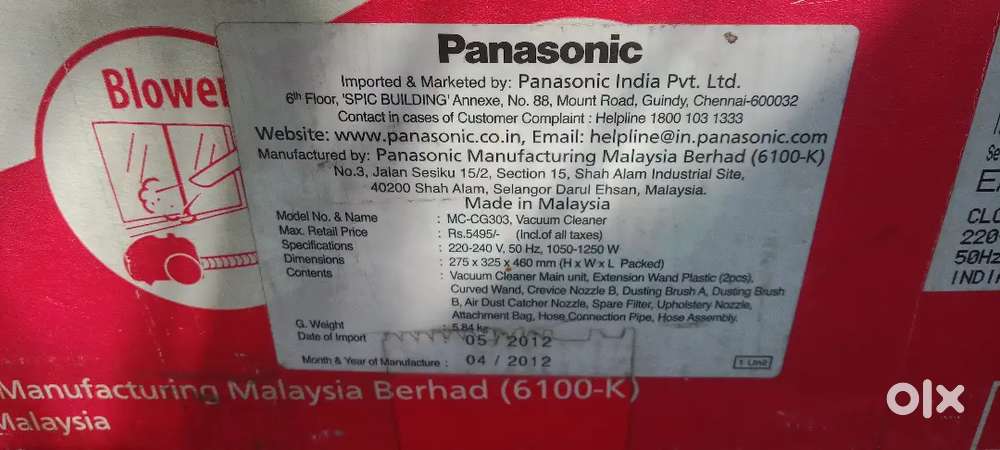 Blower
Panasonic
Imported & Marketed by: Panasonic India Pvt. Ltd.
6th Floor, 'SPIC BUILDING' Annexe, No. 88, Mount Road, Guindy, Chennai-600032
Contact in cases of Customer Complaint : Helpline 1800 103 1333
Website: www.panasonic.co.in, Email: helpline@in.panasonic.com
Manufactured by: Panasonic Manufacturing Malaysia Berhad (6100-K)
No.3, Jalan Sesiku 15/2, Section 15, Shah Alam Industrial Site,
40200 Shah Alam, Selangor Darul Ehsan, Malaysia.
Made in Malaysia
Model No. & Name : MC-CG303, Vacuum Cleaner
Max. Retail Price : Rs.5495/- (Incl.of all taxes)
Specifications : 220-240 V, 50 Hz, 1050-1250 W
Dimensions : 275 x 325 x 460 mm (H x W x L Packed)
Contents : Vacuum Cleaner Main unit, Extension Wand Plastic (2pcs),
Curved Wand, Crevice Nozzle B, Dusting Brush A, Dusting Brush
B, Air Dust Catcher Nozzle, Spare Filter, Upholstery Nozzle,
Attachment Bag, Hose Connection Pipe, Hose Assembly.
G. Weight : 5.84 kg
Date of Import 05 / 2012
Month & Year of Manufacture : 04 / 2012
1 Unit
Manufacturing Malaysia Berhad (6100-K)
Malaysia
CLU
220-
50Hz
INDI
olx